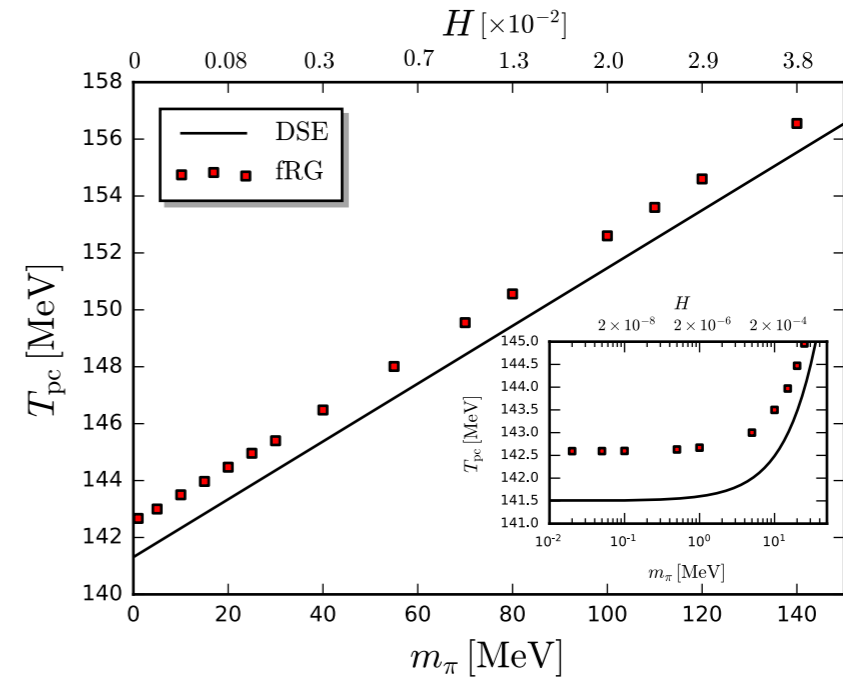 H [×10⁻²]
0 0.08 0.3 0.7 1.3 2.0 2.9 3.8
158
156
154
152
150
148
146
144
142
140
T_pc [MeV]
DSE
fRG
0 20 40 60 80 100 120 140
m_π [MeV]
H
2 × 10⁻⁸ 2 × 10⁻⁶ 2 × 10⁻⁴
145.0
144.5
144.0
143.5
143.0
142.5
142.0
141.5
141.0
T_pc [MeV]
10⁻² 10⁻¹ 10⁰ 10¹
m_π [MeV]